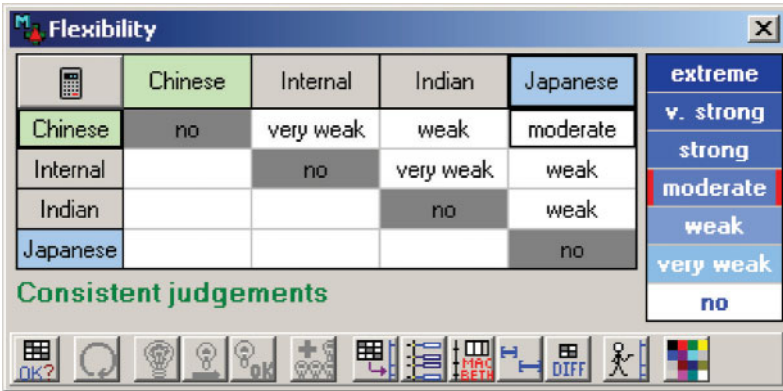 Flexibility
Chinese Internal Indian Japanese
Chinese no very weak weak moderate
Internal no very weak weak
Indian no weak
Japanese no
extreme
v. strong
strong
moderate
weak
very weak
no
Consistent judgements
OK? OK MAC BETH DIFF